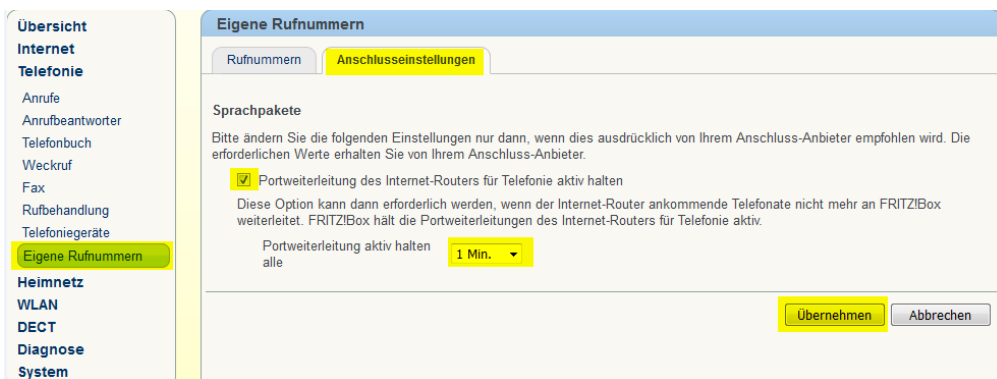 Übersicht
Internet
Telefonie
Anrufe
Anrufbeantworter
Telefonbuch
Weckruf
Fax
Rufbehandlung
Telefoniegeräte
Eigene Rufnummern
Heimnetz
WLAN
DECT
Diagnose
System
Eigene Rufnummern
Rufnummern
Anschlusseinstellungen
Sprachpakete
Bitte ändern Sie die folgenden Einstellungen nur dann, wenn dies ausdrücklich von Ihrem Anschluss-Anbieter empfohlen wird. Die
erforderlichen Werte erhalten Sie von Ihrem Anschluss-Anbieter.
Portweiterleitung des Internet-Routers für Telefonie aktiv halten
Diese Option kann dann erforderlich werden, wenn der Internet-Router ankommende Telefonate nicht mehr an FRITZ!Box
weiterleitet. FRITZ!Box hält die Portweiterleitungen des Internet-Routers für Telefonie aktiv.
Portweiterleitung aktiv halten
alle
1 Min.
Übernehmen
Abbrechen